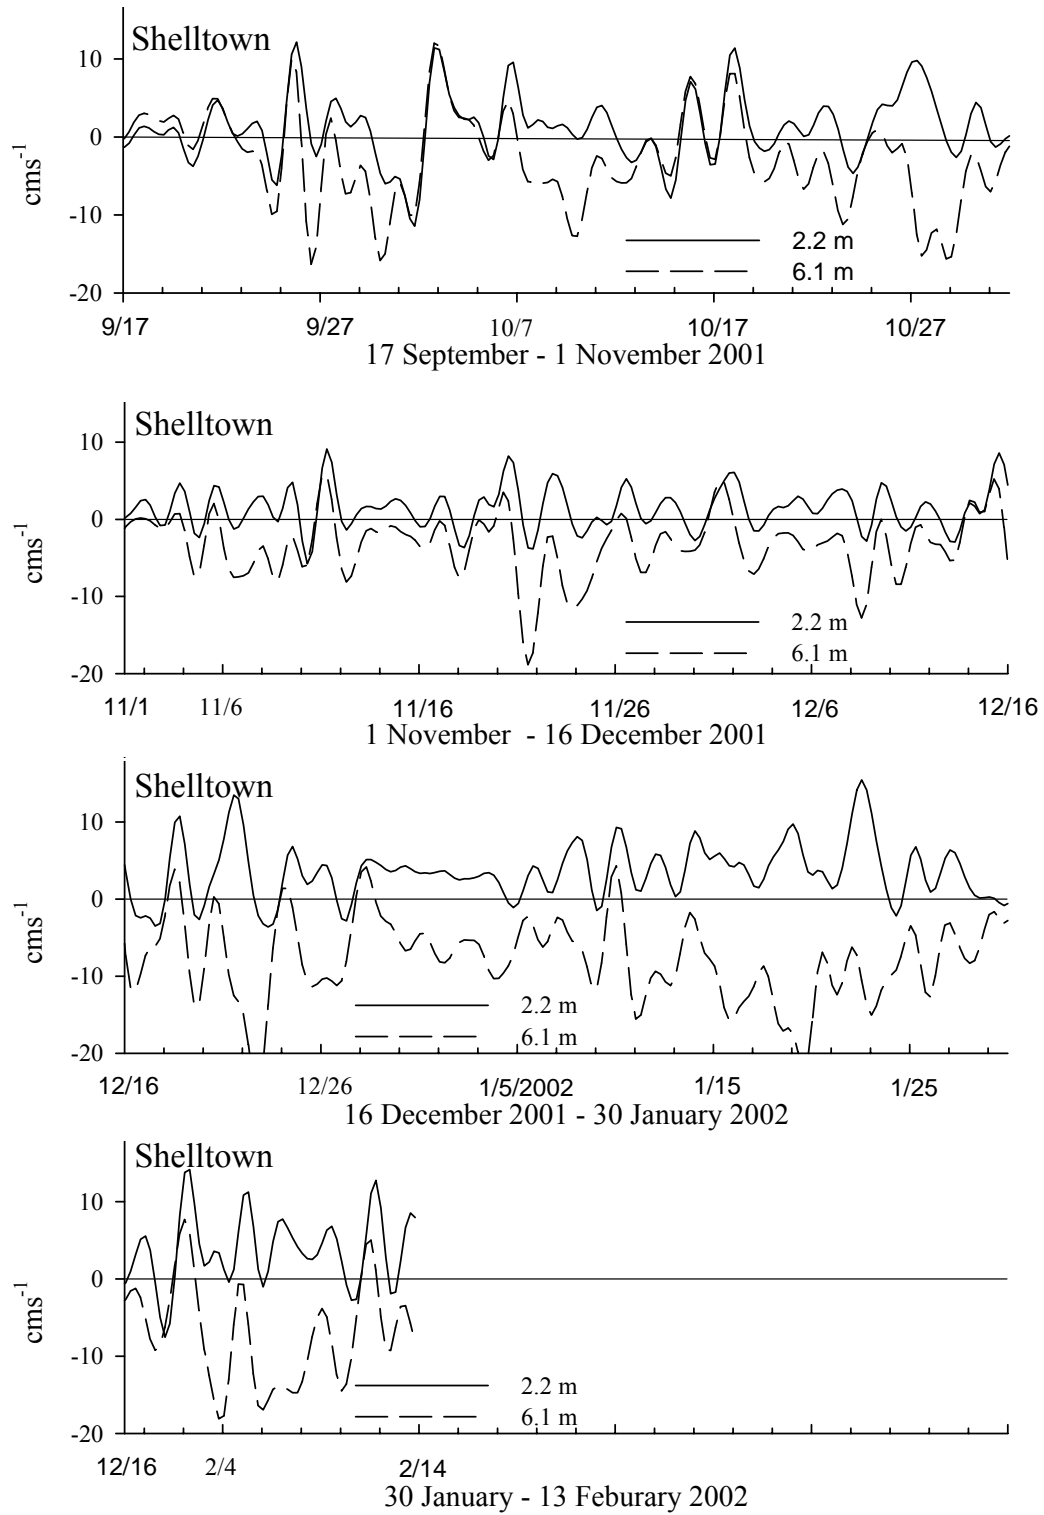 Shelltown
10
0
-10
-20
cms-1
2.2 m
6.1 m
9/17 9/27 10/7 10/17 10/27
17 September - 1 November 2001
Shelltown
10
0
-10
-20
cms-1
2.2 m
6.1 m
11/1 11/6 11/16 11/26 12/6 12/16
1 November - 16 December 2001
Shelltown
10
0
-10
-20
cms-1
2.2 m
6.1 m
12/16 12/26 1/5/2002 1/15 1/25
16 December 2001 - 30 January 2002
Shelltown
10
0
-10
-20
cms-1
2.2 m
6.1 m
12/16 2/4 2/14
30 January - 13 Feburary 2002